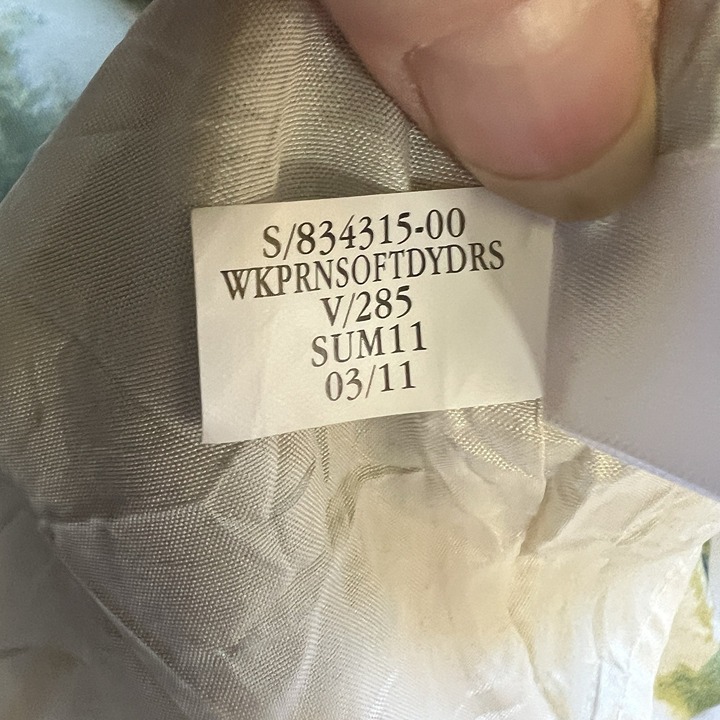 S/834315-00
WKPRNSOFTDYDRS
V/285
SUM11
03/11